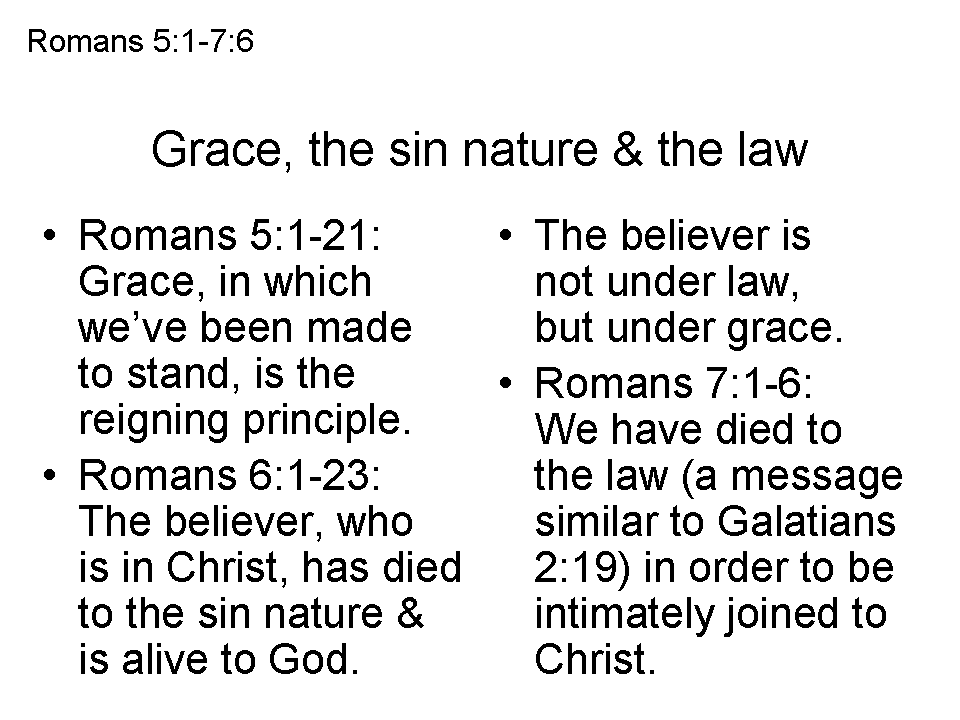 Romans 5:1-7:6
Grace, the sin nature & the law
• Romans 5:1-21:
Grace, in which
we’ve been made
to stand, is the
reigning principle.
• Romans 6:1-23:
The believer, who
is in Christ, has died
to the sin nature &
is alive to God.
• The believer is
not under law,
but under grace.
• Romans 7:1-6:
We have died to
the law (a message
similar to Galatians
2:19) in order to be
intimately joined to
Christ.